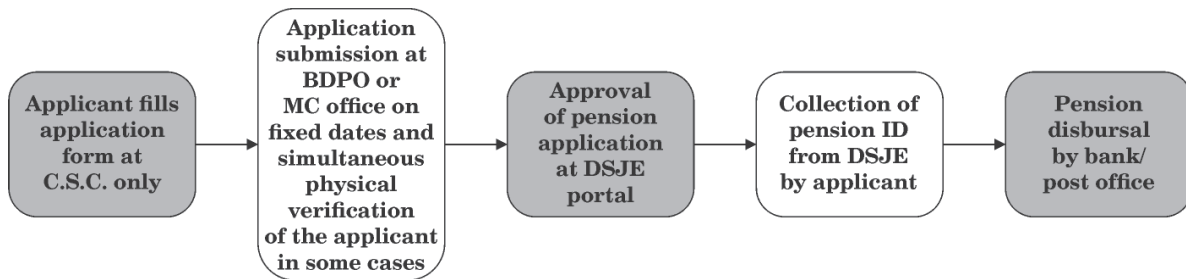 Applicant fills
application
form at
C.S.C. only
Application
submission at
BDPO or
MC office on
fixed dates and
simultaneous
physical
verification
of the applicant
in some cases
Approval
of pension
application
at DSJE
portal
Collection of
pension ID
from DSJE
by applicant
Pension
disbursal
by bank/
post office